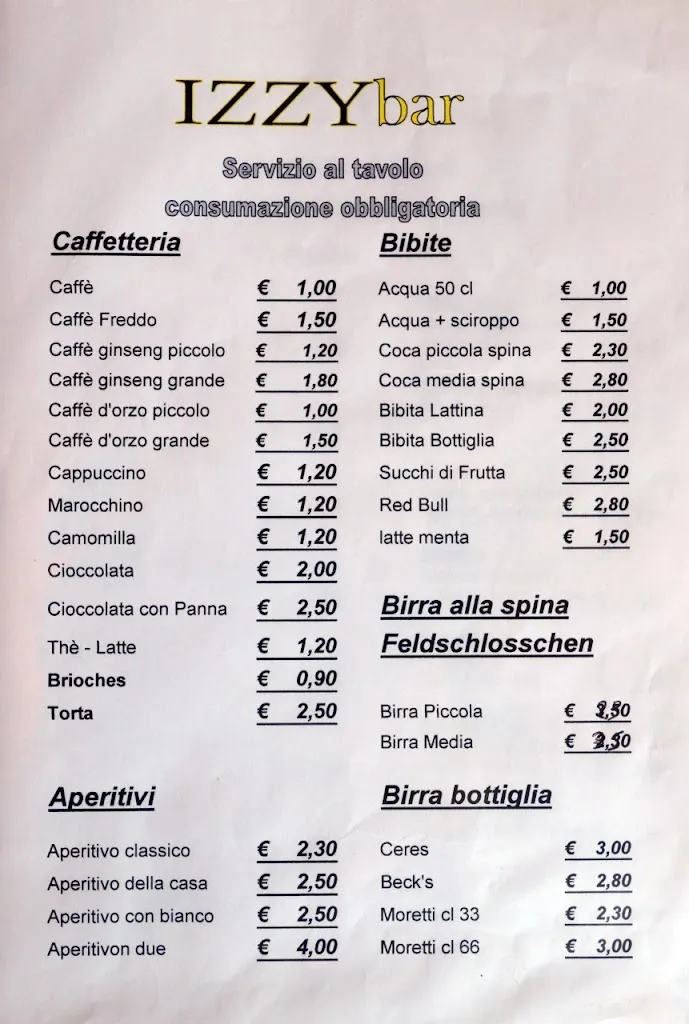 IZZYbar
Servizio al tavolo
consumazione obbligatoria
Caffetteria
Caffè € 1,00
Caffè Freddo € 1,50
Caffè ginseng piccolo € 1,20
Caffè ginseng grande € 1,80
Caffè d'orzo piccolo € 1,00
Caffè d'orzo grande € 1,50
Cappuccino € 1,20
Marocchino € 1,20
Camomilla € 1,20
Cioccolata € 2,00
Cioccolata con Panna € 2,50
Thè - Latte € 1,20
Brioches € 0,90
Torta € 2,50
Aperitivi
Aperitivo classico € 2,30
Aperitivo della casa € 2,50
Aperitivo con bianco € 2,50
Aperitivon due € 4,00
Bibite
Acqua 50 cl € 1,00
Acqua + sciroppo € 1,50
Coca piccola spina € 2,30
Coca media spina € 2,80
Bibita Lattina € 2,00
Bibita Bottiglia € 2,50
Succhi di Frutta € 2,50
Red Bull € 2,80
latte menta € 1,50
Birra alla spina
Feldschlosschen
Birra Piccola €
Birra Media €
Birra bottiglia
Ceres € 3,00
Beck's € 2,80
Moretti cl 33 € 2,30
Moretti cl 66 € 3,00